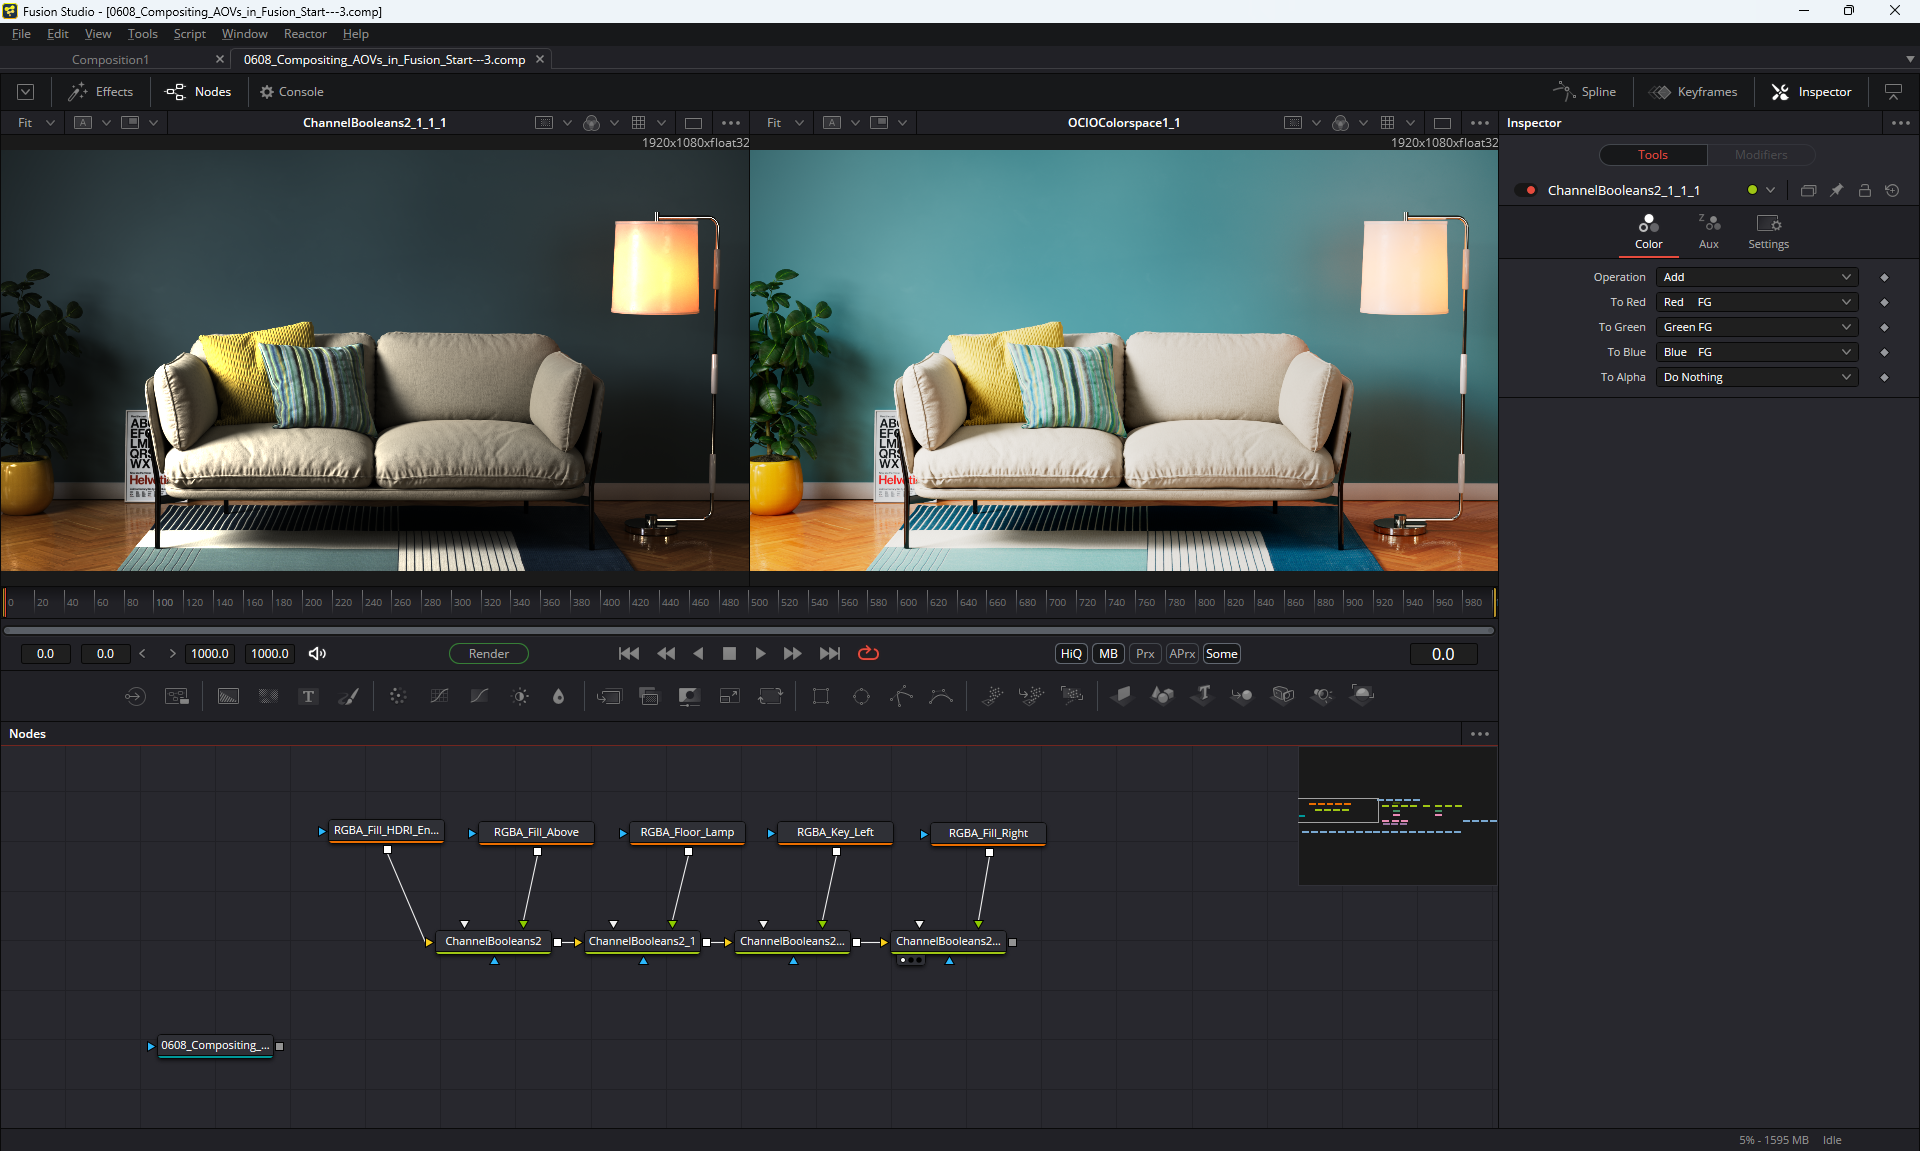 Fusion Studio - [0608_Compositing_AOVs_in_Fusion_Start---3.comp]
File Edit View Tools Script Window Reactor Help
Composition1 0608_Compositing_AOVs_in_Fusion_Start---3.comp
Effects Nodes Console Spline Keyframes Inspector
Fit A ChannelBooleans2_1_1_1 Fit A OCIOColorspace1_1 Inspector
1920x1080xfloat32 1920x1080xfloat32
Tools Modifiers
ChannelBooleans2_1_1_1
Color Aux Settings
Operation Add
To Red Red FG
To Green Green FG
To Blue Blue FG
To Alpha Do Nothing
0 20 40 60 80 100 120 140 160 180 200 220 240 260 280 300 320 340 360 380 400 420 440 460 480 500 520 540 560 580 600 620 640 660 680 700 720 740 760 780 800 820 840 860 880 900 920 940 960 980
0.0 0.0 < > 1000.0 1000.0 Render HiQ MB Prx APrx Some 0.0
Nodes
RGBA_Fill_HDRI_En... RGBA_Fill_Above RGBA_Floor_Lamp RGBA_Key_Left RGBA_Fill_Right
ChannelBooleans2 ChannelBooleans2_1 ChannelBooleans2... ChannelBooleans2...
0608_Compositing_...
5% - 1595 MB Idle